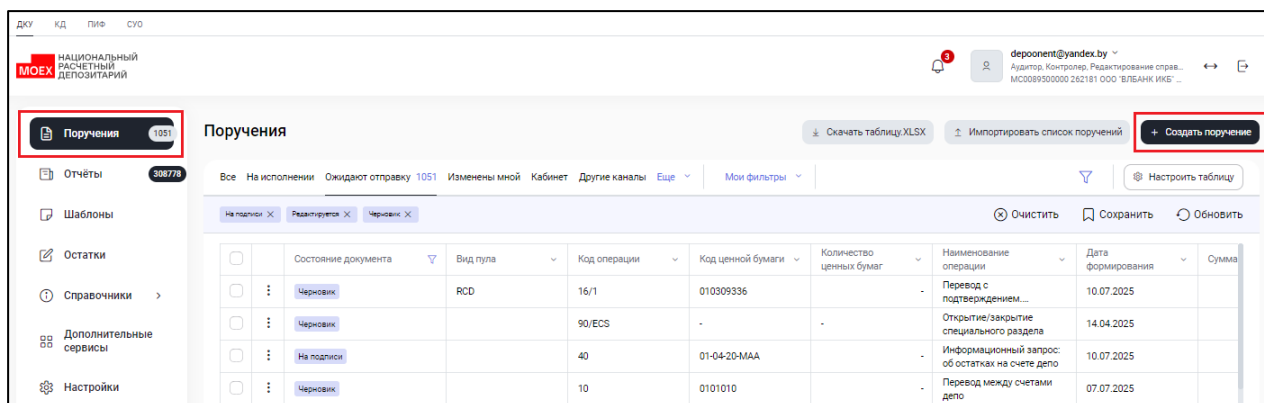 ДКУ КД ПИФ СУО
MOEX НАЦИОНАЛЬНЫЙ РАСЧЕТНЫЙ ДЕПОЗИТАРИЙ
3
depoonent@yandex.by
Аудитор, Контролер, Редактирование справ...
MC0089500000 262181 ООО "ВЛБАНК ИКБ" ...
Поручения 1051
Отчёты 308778
Шаблоны
Остатки
Справочники
Дополнительные сервисы
Настройки
Поручения
Скачать таблицу.XLSX Импортировать список поручений + Создать поручение
Все На исполнении Ожидают отправку 1051 Изменены мной Кабинет Другие каналы Еще Мои фильтры Настроить таблицу
На подписи Редактируется Черновик Очистить Сохранить Обновить
Состояние документа Вид пула Код операции Код ценной бумаги Количество ценных бумаг Наименование операции Дата формирования Сумма
Черновик RCD 16/1 010309336 - Перевод с подтверждением.... 10.07.2025
Черновик 90/ECS - - Открытие/закрытие специального раздела 14.04.2025
На подписи 40 01-04-20-MAA - Информационный запрос: об остатках на счете депо 10.07.2025
Черновик 10 0101010 - Перевод между счетами депо 07.07.2025